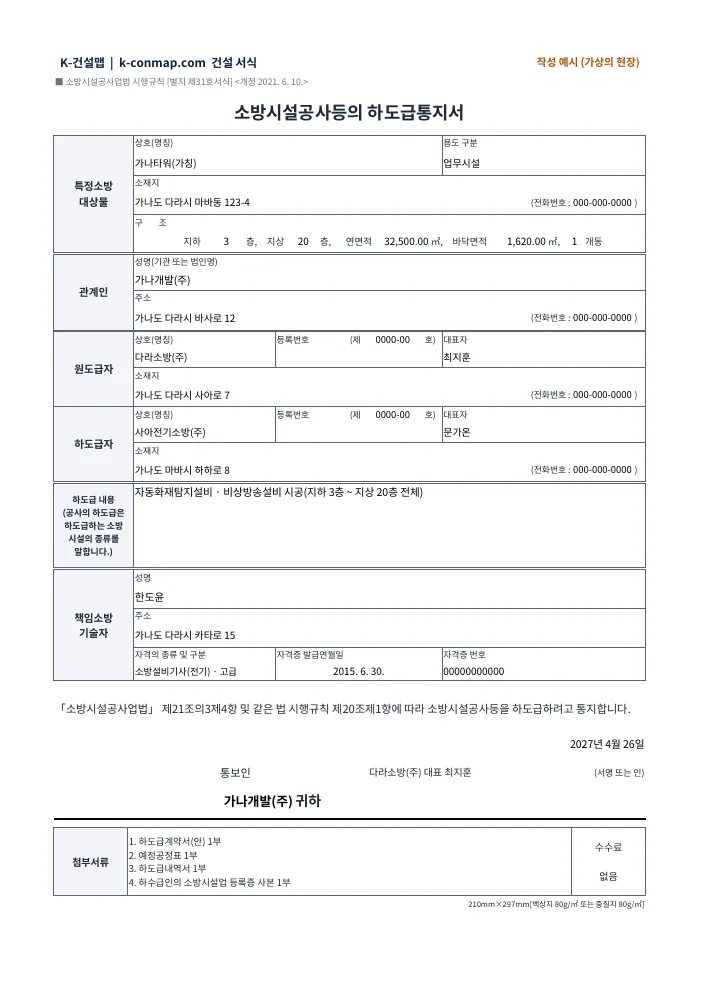 K-건설맵 | k-conmap.com 건설 서식
작성 예시 (가상의 현장)
■ 소방시설공사업법 시행규칙 [별지 제31호서식] <개정 2021. 6. 10.>
소방시설공사등의 하도급통지서
특정소방
대상물
상호(명칭)
가나타워(가칭)
용도 구분
업무시설
소재지
가나도 다라시 마바동 123-4
(전화번호 : 000-000-0000 )
구 조
지하 3 층, 지상 20 층, 연면적 32,500.00 ㎡, 바닥면적 1,620.00 ㎡, 1 개동
관계인
성명(기관 또는 법인명)
가나개발(주)
주소
가나도 다라시 바사로 12
(전화번호 : 000-000-0000 )
원도급자
상호(명칭)
다라소방(주)
등록번호 (제 0000-00 호)
대표자
최지훈
소재지
가나도 다라시 사아로 7
(전화번호 : 000-000-0000 )
하도급자
상호(명칭)
사아전기소방(주)
등록번호 (제 0000-00 호)
대표자
문가온
소재지
가나도 마바시 하하로 8
(전화번호 : 000-000-0000 )
하도급 내용
(공사의 하도급은
하도급하는 소방
시설의 종류를
말합니다.)
자동화재탐지설비 · 비상방송설비 시공(지하 3층 ~ 지상 20층 전체)
책임소방
기술자
성명
한도윤
주소
가나도 다라시 카타로 15
자격의 종류 및 구분
소방설비기사(전기) · 고급
자격증 발급연월일
2015. 6. 30.
자격증 번호
00000000000
「소방시설공사업법」 제21조의3제4항 및 같은 법 시행규칙 제20조제1항에 따라 소방시설공사등을 하도급하려고 통지합니다.
2027년 4월 26일
통보인 다라소방(주) 대표 최지훈 (서명 또는 인)
가나개발(주) 귀하
첨부서류
1. 하도급계약서(안) 1부
2. 예정공정표 1부
3. 하도급내역서 1부
4. 하수급인의 소방시설업 등록증 사본 1부
수수료
없음
210mm×297mm[백상지 80g/㎡ 또는 중질지 80g/㎡]